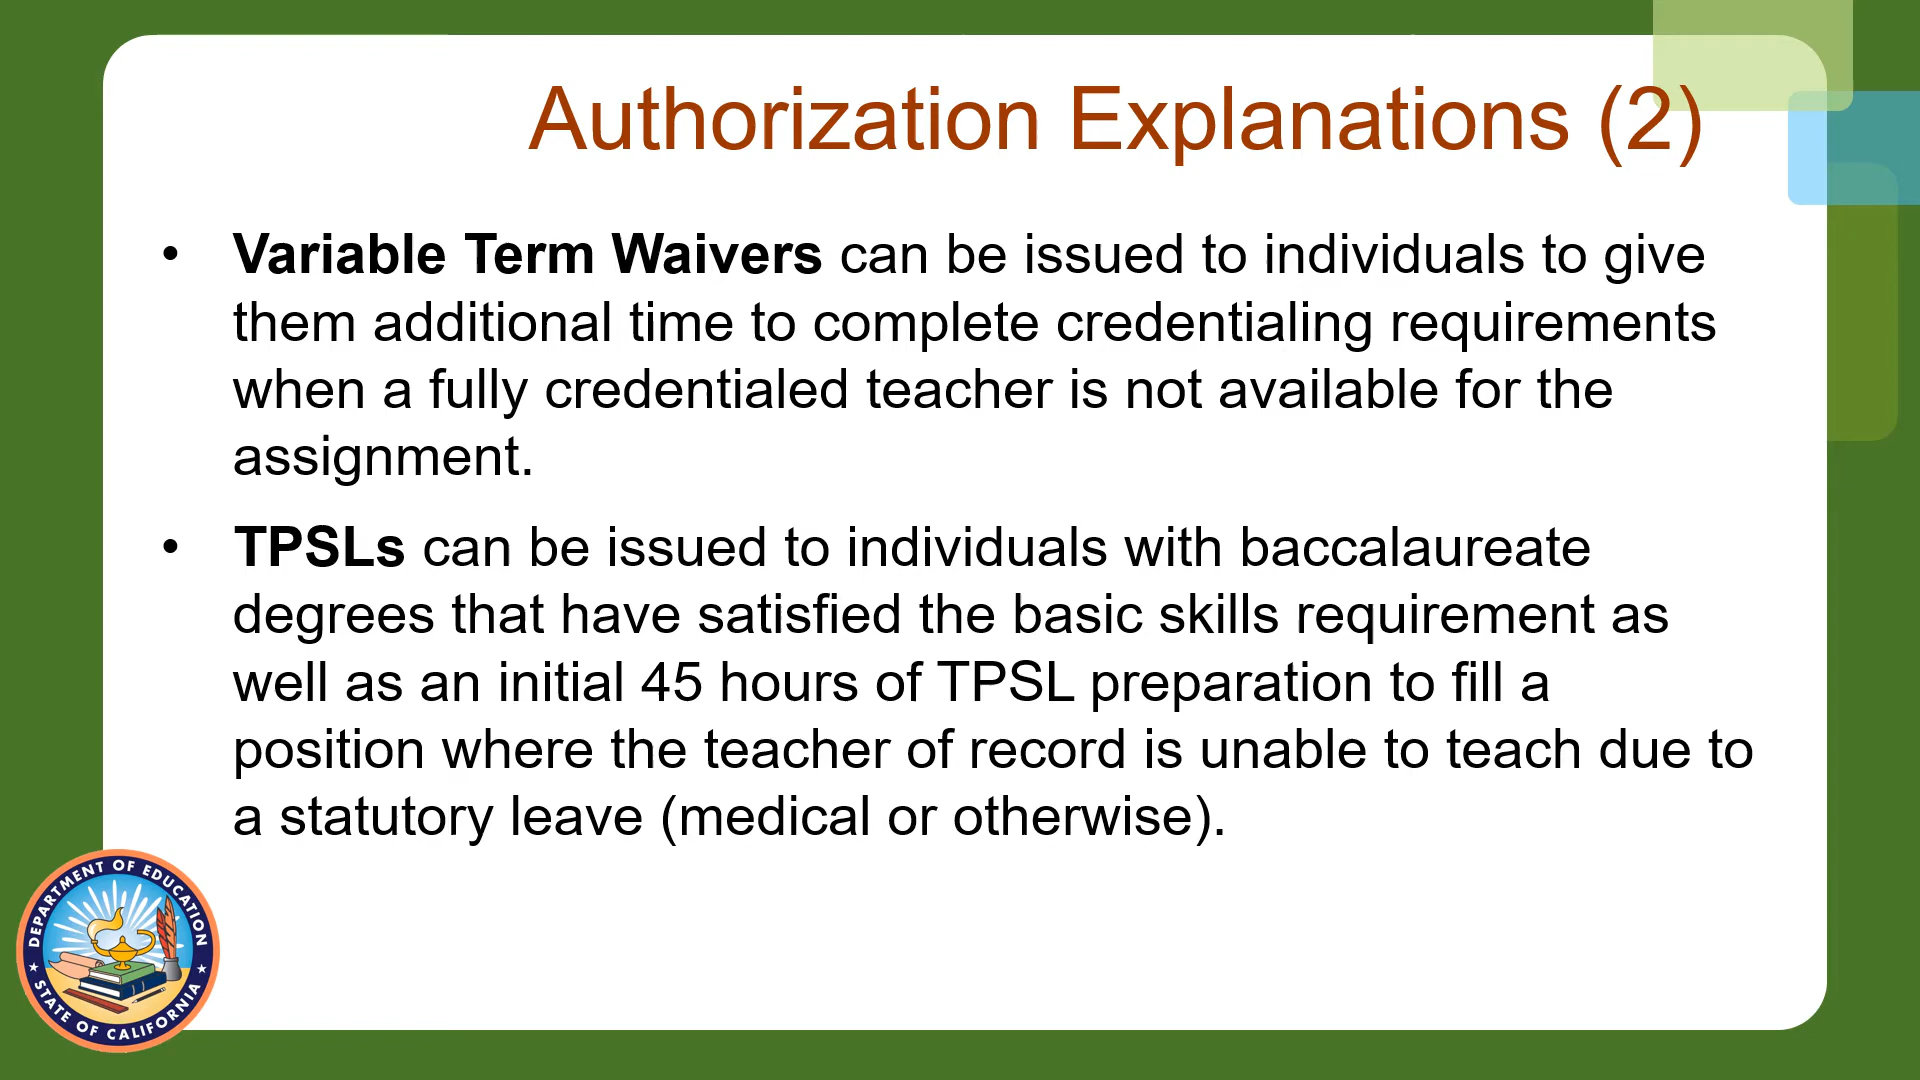 Authorization Explanations (2)
• Variable Term Waivers can be issued to individuals to give
them additional time to complete credentialing requirements
when a fully credentialed teacher is not available for the
assignment.
• TPSLs can be issued to individuals with baccalaureate
degrees that have satisfied the basic skills requirement as
well as an initial 45 hours of TPSL preparation to fill a
position where the teacher of record is unable to teach due to
a statutory leave (medical or otherwise).
DEPARTMENT OF EDUCATION
STATE OF CALIFORNIA